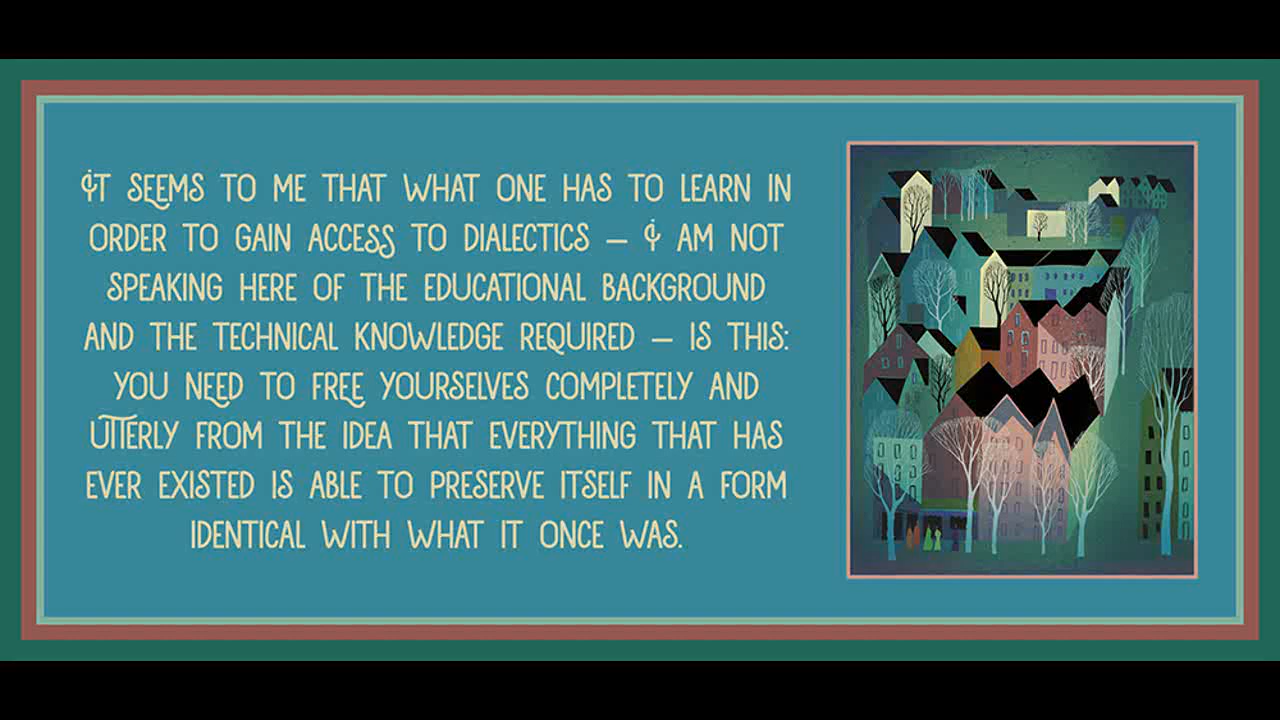 IT SEEMS TO ME THAT WHAT ONE HAS TO LEARN IN
ORDER TO GAIN ACCESS TO DIALECTICS – I AM NOT
SPEAKING HERE OF THE EDUCATIONAL BACKGROUND
AND THE TECHNICAL KNOWLEDGE REQUIRED – IS THIS:
YOU NEED TO FREE YOURSELVES COMPLETELY AND
UTTERLY FROM THE IDEA THAT EVERYTHING THAT HAS
EVER EXISTED IS ABLE TO PRESERVE ITSELF IN A FORM
IDENTICAL WITH WHAT IT ONCE WAS.